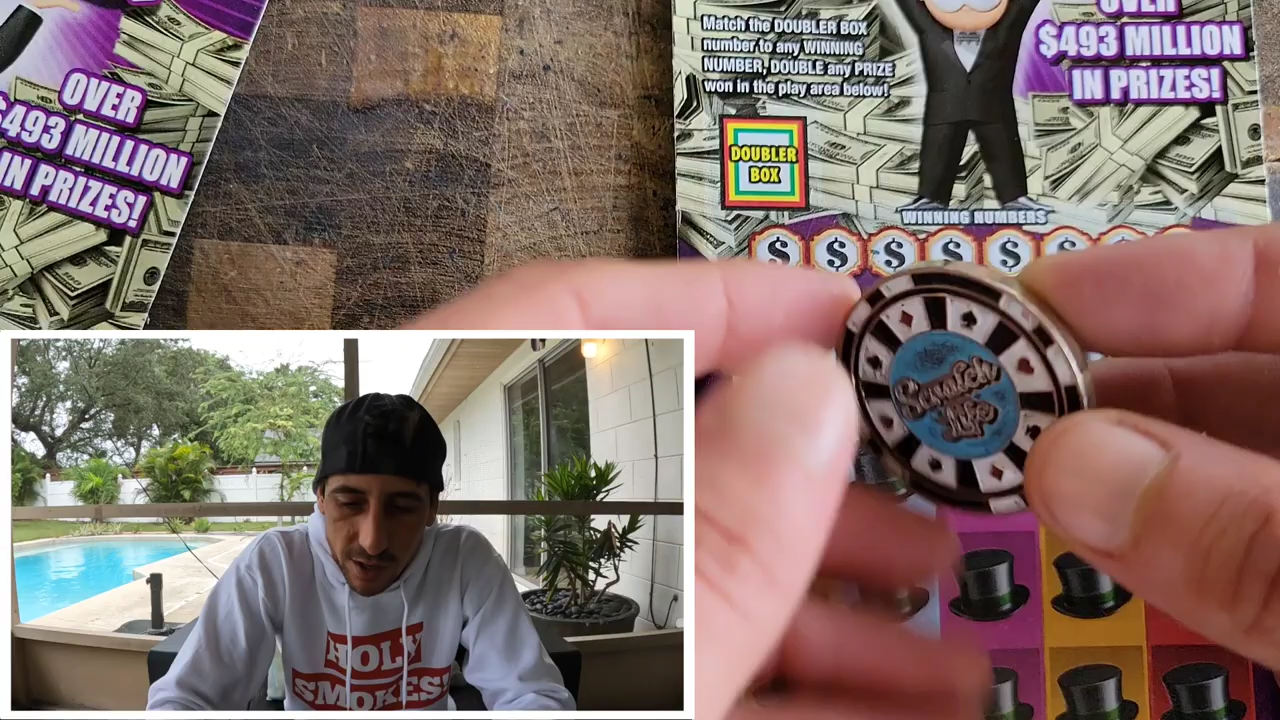 OVER
$493 MILLION
IN PRIZES!
Match the DOUBLER BOX
number to any WINNING
NUMBER, DOUBLE any PRIZE
won in the play area below!
DOUBLER
BOX
OVER
$493 MILLION
IN PRIZES!
WINNING NUMBERS
$ $ $ $ $ $
Scratch
Life
HOLY
SMOKES!